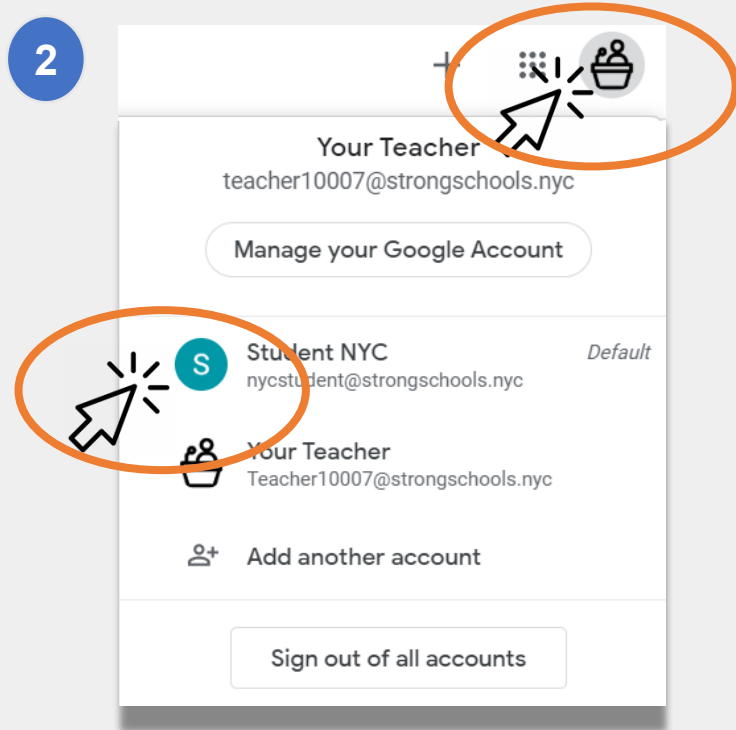 2
Your Teacher
teacher10007@strongschools.nyc
Manage your Google Account
S
Student NYC
Default
nycstudent@strongschools.nyc
Your Teacher
Teacher10007@strongschools.nyc
Add another account
Sign out of all accounts